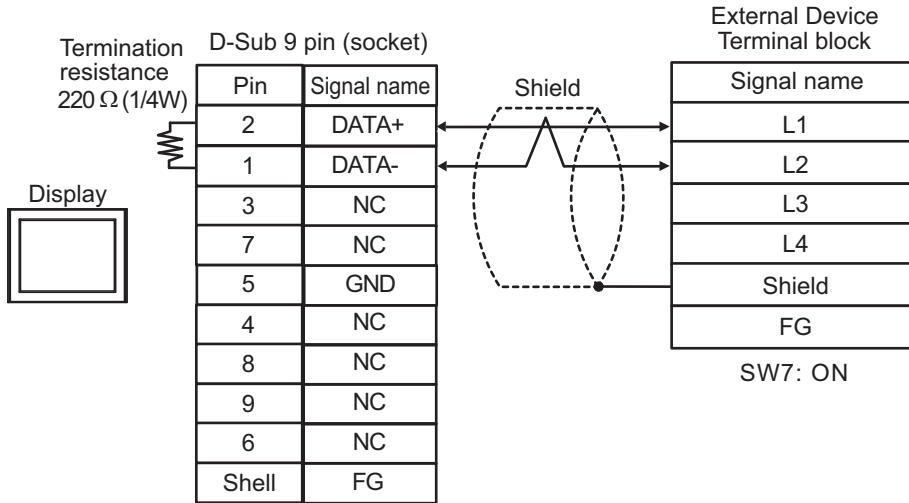 External Device
Terminal block
Termination
resistance
220 Ω (1/4W)
D-Sub 9 pin (socket)
Pin Signal name
Shield
Signal name
2 DATA+
L1
1 DATA-
L2
Display
3 NC
L3
7 NC
L4
5 GND
Shield
4 NC
FG
8 NC
SW7: ON
9 NC
6 NC
Shell FG